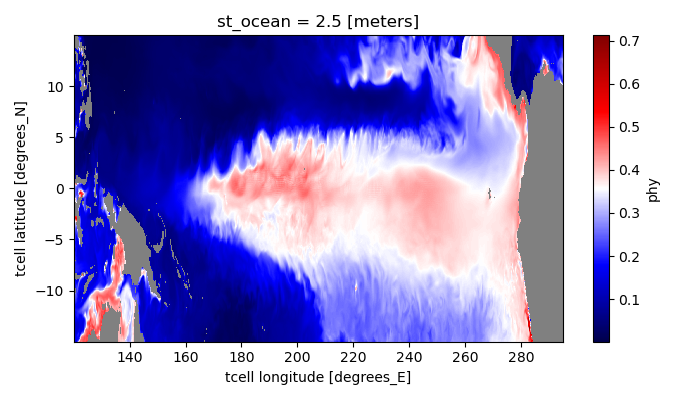 st_ocean = 2.5 [meters]
tcell latitude [degrees_N]
10
5
0
−5
−10
140 160 180 200 220 240 260 280
tcell longitude [degrees_E]
0.7
0.6
0.5
0.4
0.3
0.2
0.1
phy